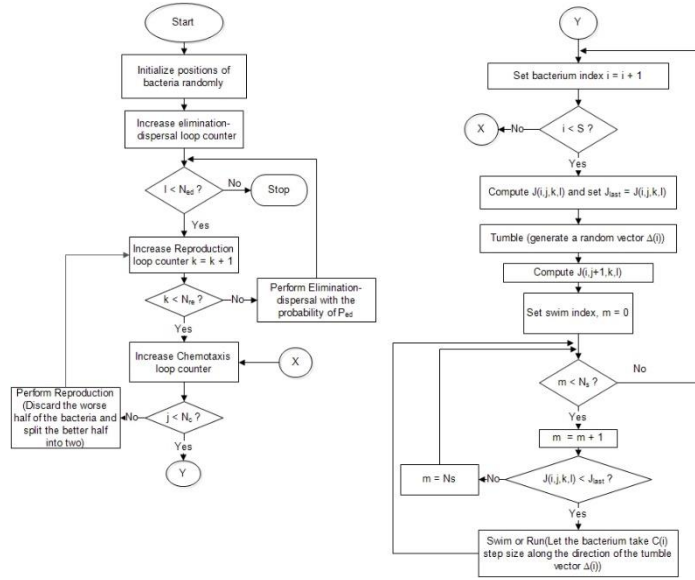 Start
Initialize positions of
bacteria randomly
Increase elimination-
dispersal loop counter
l < Ned ?
No
Stop
Yes
Increase Reproduction
loop counter k = k + 1
k < Nre ?
No
Perform Elimination-
dispersal with the
probability of Ped
Yes
Increase Chemotaxis
loop counter
X
Perform Reproduction
(Discard the worse
half of the bacteria and
split the better half
into two)
No
j < Nc ?
Yes
Y
Y
Set bacterium index i = i + 1
X
No
i < S ?
Yes
Compute J(i,j,k,l) and set Jlast = J(i,j,k,l)
Tumble (generate a random vector Δ(i))
Compute J(i,j+1,k,l)
Set swim index, m = 0
m < Ns ?
No
Yes
m = m + 1
m = Ns
No
J(i,j,k,l) < Jlast ?
Yes
Swim or Run(Let the bacterium take C(i)
step size along the direction of the tumble
vector Δ(i))